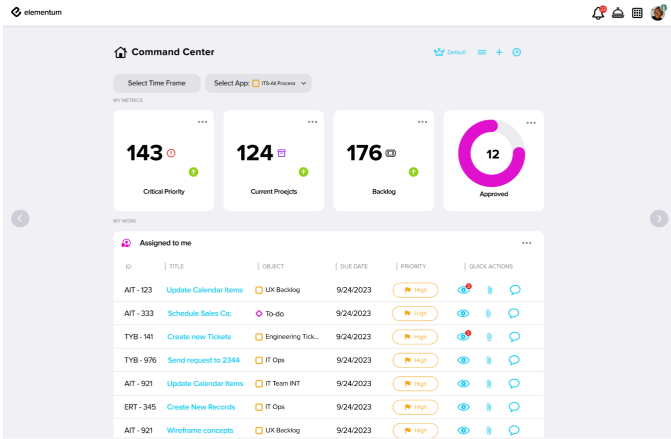 elementum
Command Center
Default
Select Time Frame
Select App: ITS-All Process
MY METRICS
143
Critical Priority
124
Current Proejcts
176
Backlog
12
Approved
MY WORK
Assigned to me
ID TITLE OBJECT DUE DATE PRIORITY QUICK ACTIONS
AIT - 123 Update Calendar Items UX Backlog 9/24/2023 High
AIT - 333 Schedule Sales Ca; To-do 9/24/2023 High
TYB - 141 Create new Tickets Engineering Tick... 9/24/2023 High
TYB - 976 Send request to 2344 IT Ops 9/24/2023 High
AIT - 921 Update Calendar Items IT Team INT 9/24/2023 High
ERT - 345 Create New Records IT Ops 9/24/2023 High
AIT - 921 Wireframe concepts UX Backlog 9/24/2023 High